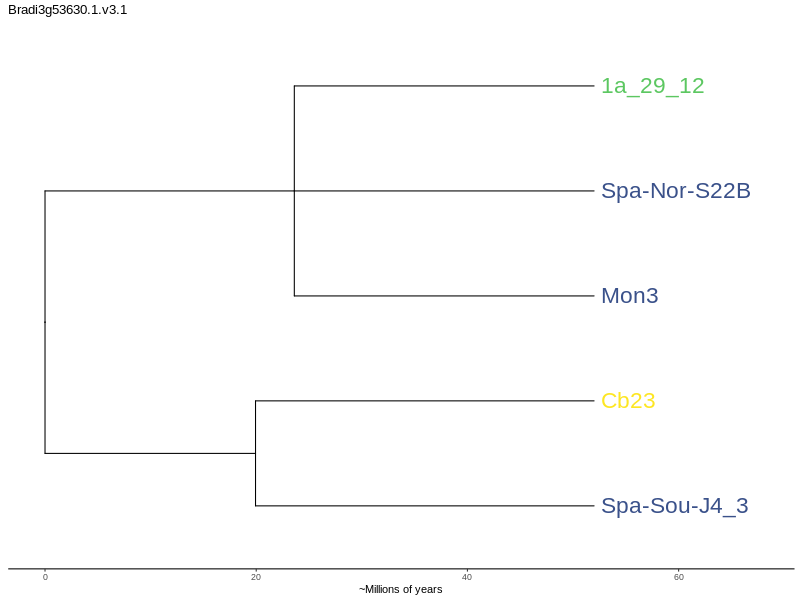 Bradi3g53630.1.v3.1
1a_29_12
Spa-Nor-S22B
Mon3
Cb23
Spa-Sou-J4_3
0 20 40 60
~Millions of years